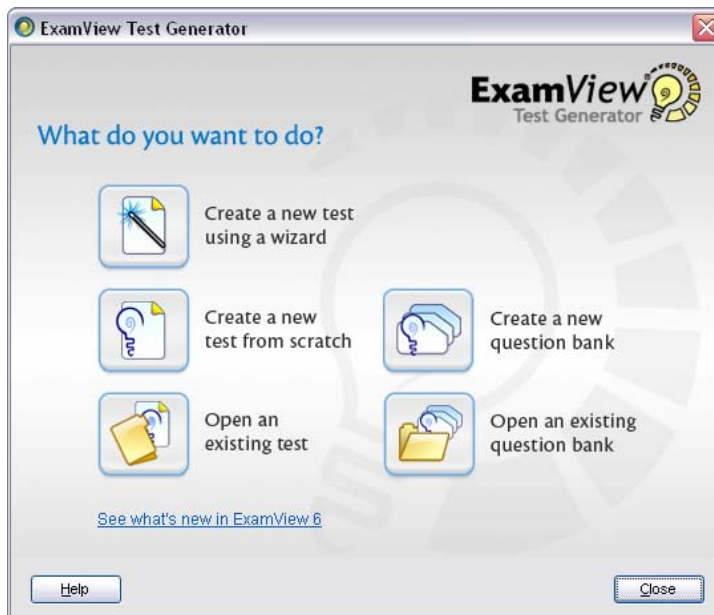 ExamView Test Generator
ExamView®
Test Generator
What do you want to do?
Create a new test
using a wizard
Create a new
test from scratch
Create a new
question bank
Open an
existing test
Open an existing
question bank
See what's new in ExamView 6
Help
Close